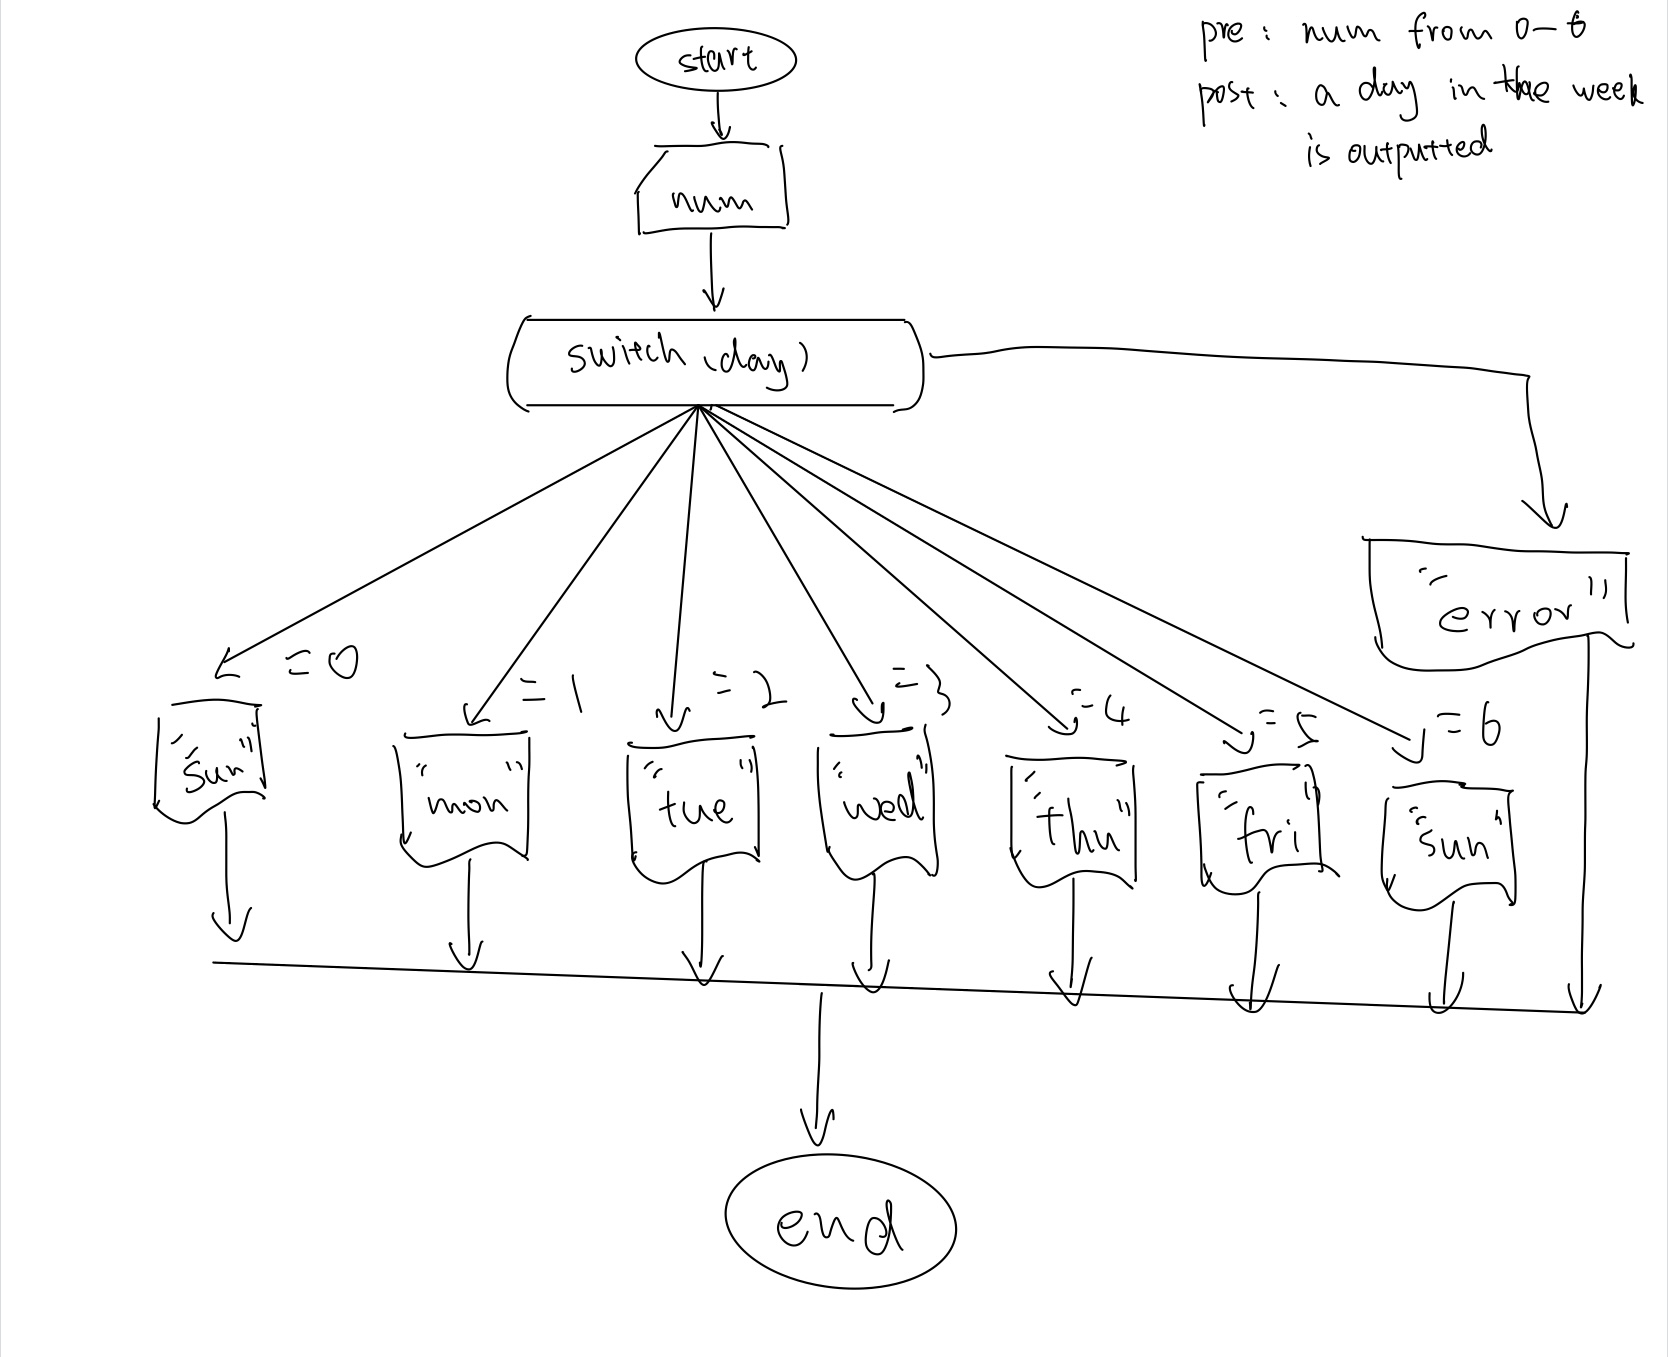 start
pre : num from 0-6
post : a day in the week
is outputted
num
switch (day)
"error"
=0
=1
=2
=3
=4
=5
=6
"sun"
"mon"
"tue"
"wed"
"thu"
"fri"
"sun"
end